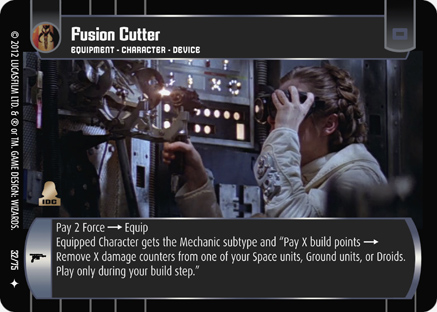 Fusion Cutter
EQUIPMENT • CHARACTER • DEVICE
IDC
Pay 2 Force → Equip
Equipped Character gets the Mechanic subtype and “Pay X build points →
Remove X damage counters from one of your Space units, Ground units, or Droids.
Play only during your build step.”
© 2012 LUCASFILM LTD. & ® or TM. GAME DESIGN: WIZARDS.
32/75